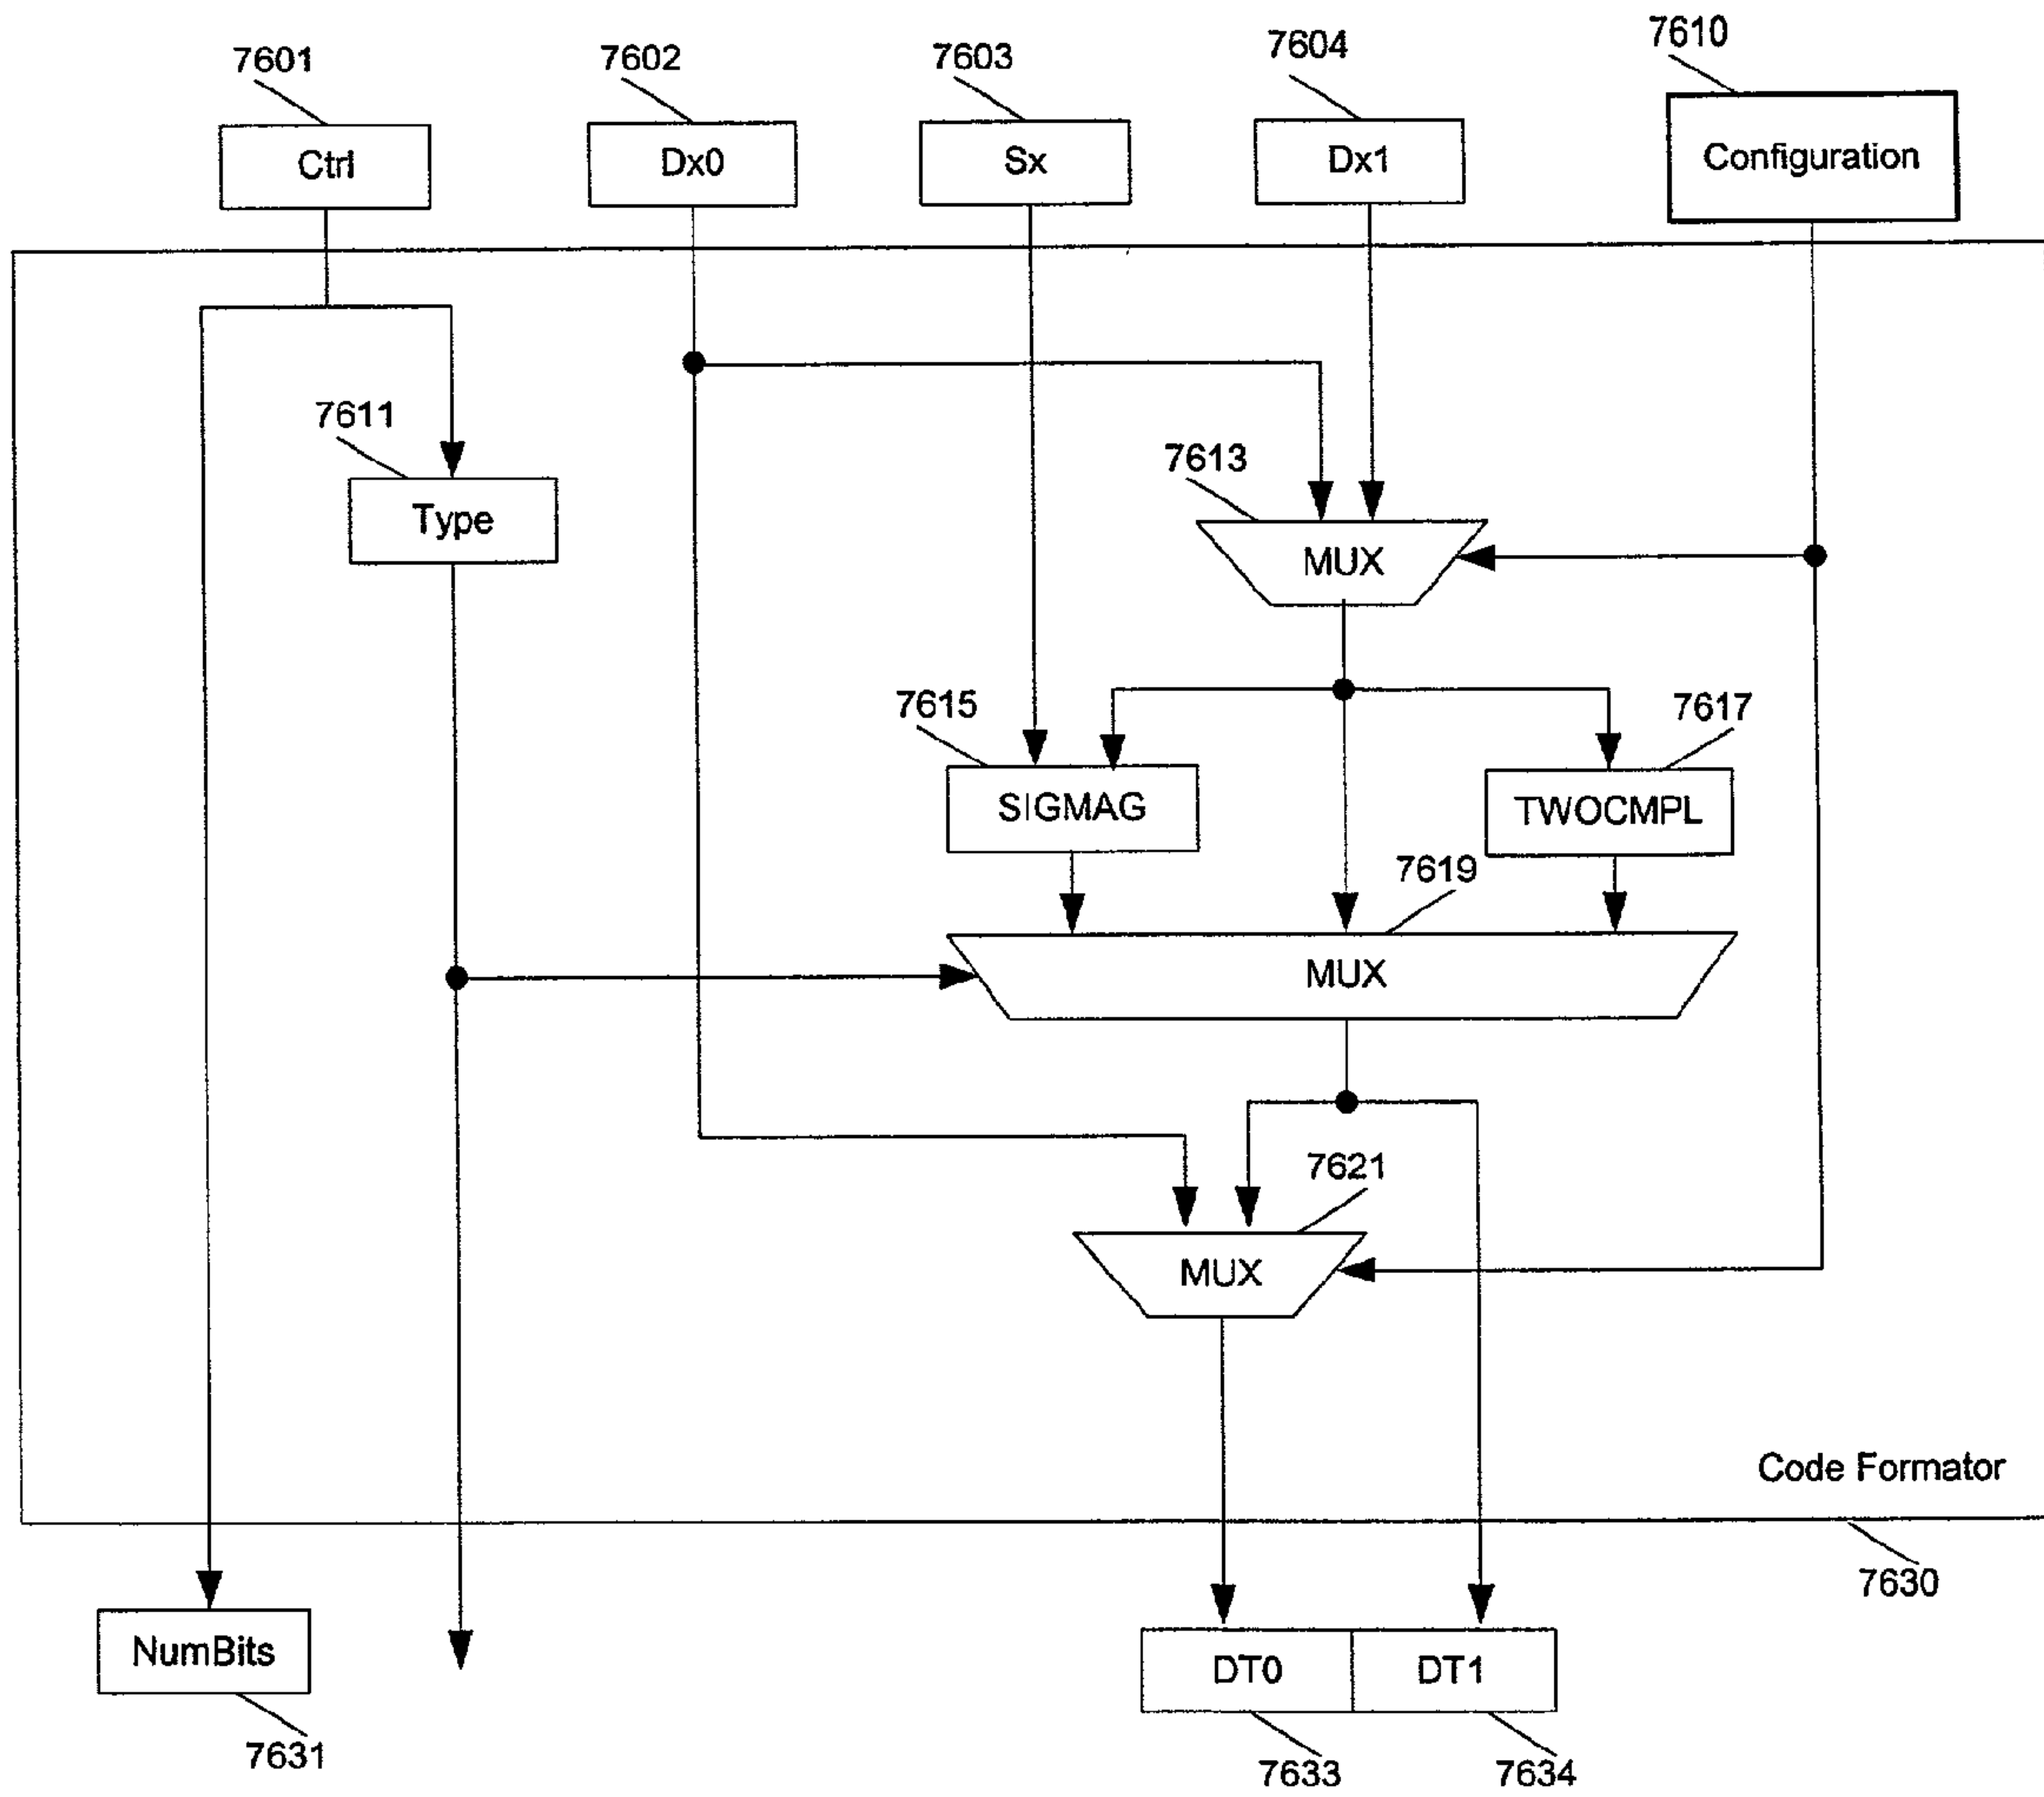 7601
7602
7603
7604
7610
Ctrl
Dx0
Sx
Dx1
Configuration
7611
Type
7613
MUX
7615
SIGMAG
7617
TWOCMPL
7619
MUX
7621
MUX
Code Formator
7630
NumBits
7631
DT0
DT1
7633
7634